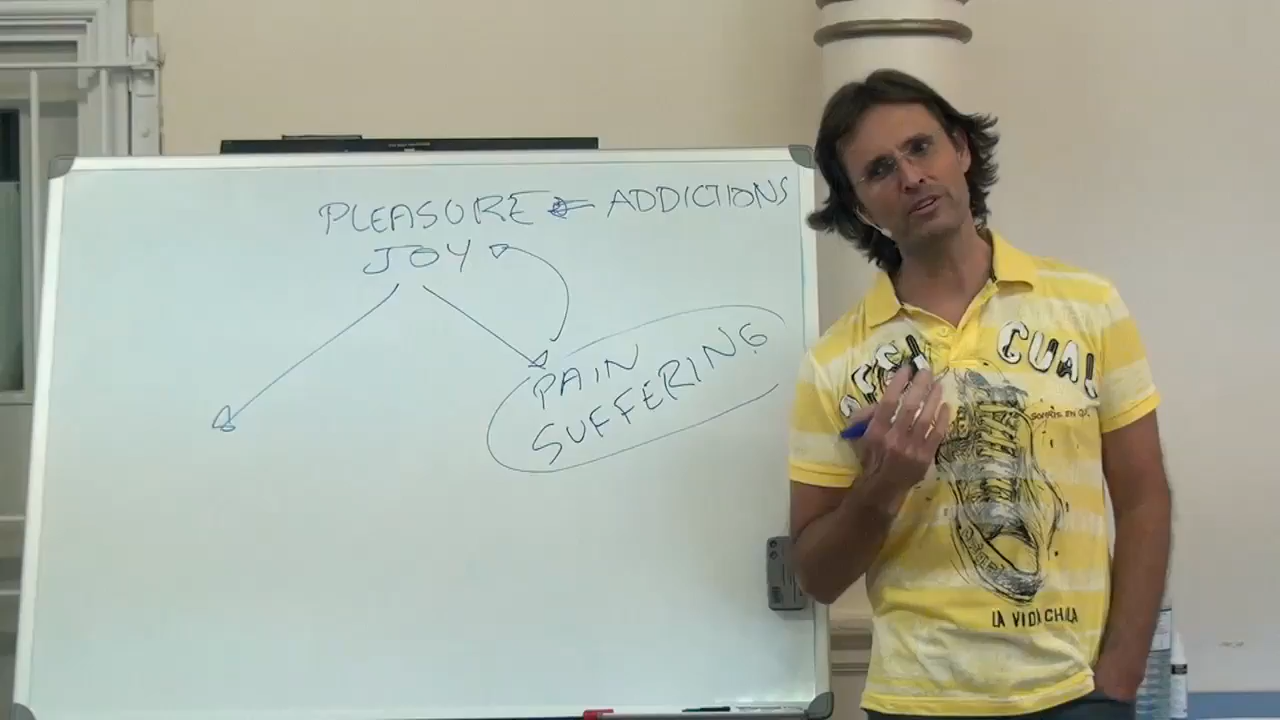 PLEASURE ⇐ ADDICTIONS
JOY
PAIN
SUFFERING
CUAL
LA VIDA CHULA